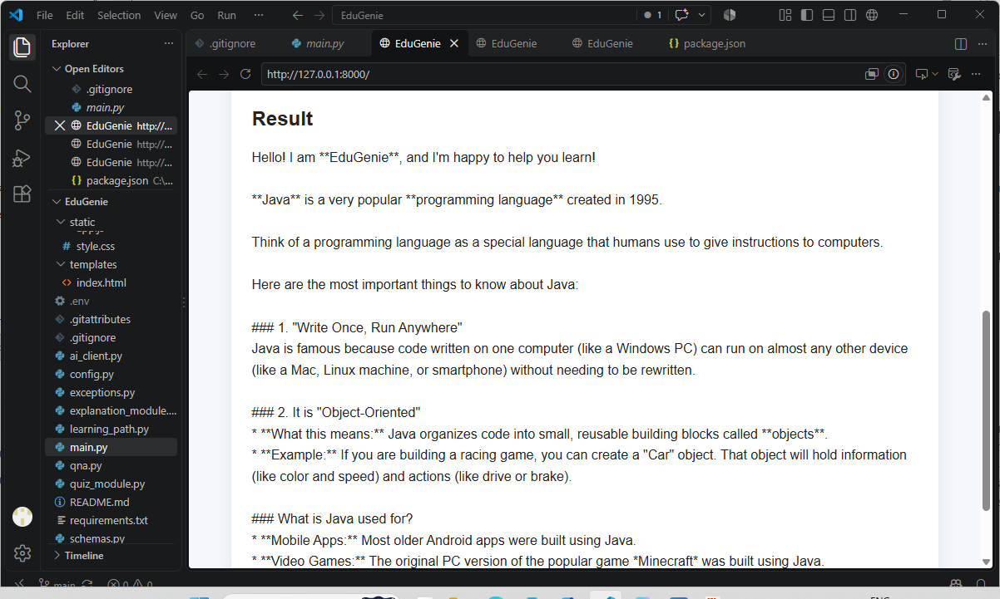 File Edit Selection View Go Run ··· EduGenie 1
Explorer ···
.gitignore main.py EduGenie EduGenie EduGenie {} package.json ···
Open Editors
http://127.0.0.1:8000/ ···
.gitignore
main.py
EduGenie http://...
EduGenie http://...
EduGenie http://...
{} package.json C:\...
EduGenie
static
# style.css
templates
<> index.html
.env
.gitattributes
.gitignore
ai_client.py
config.py
exceptions.py
explanation_module....
learning_path.py
main.py
qna.py
quiz_module.py
README.md
requirements.txt
schemas.py
Timeline
Result
Hello! I am **EduGenie**, and I'm happy to help you learn!
**Java** is a very popular **programming language** created in 1995.
Think of a programming language as a special language that humans use to give instructions to computers.
Here are the most important things to know about Java:
### 1. "Write Once, Run Anywhere"
Java is famous because code written on one computer (like a Windows PC) can run on almost any other device
(like a Mac, Linux machine, or smartphone) without needing to be rewritten.
### 2. It is "Object-Oriented"
* **What this means:** Java organizes code into small, reusable building blocks called **objects**.
* **Example:** If you are building a racing game, you can create a "Car" object. That object will hold information
(like color and speed) and actions (like drive or brake).
### What is Java used for?
* **Mobile Apps:** Most older Android apps were built using Java.
* **Video Games:** The original PC version of the popular game *Minecraft* was built using Java.
main 0 0